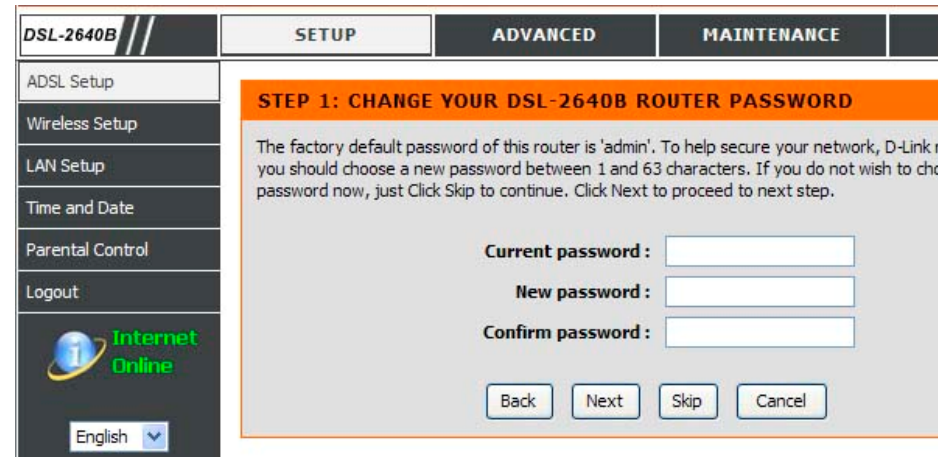 DSL-2640B
SETUP
ADVANCED
MAINTENANCE
ADSL Setup
Wireless Setup
LAN Setup
Time and Date
Parental Control
Logout
Internet
Online
English
STEP 1: CHANGE YOUR DSL-2640B ROUTER PASSWORD
The factory default password of this router is 'admin'. To help secure your network, D-Link
you should choose a new password between 1 and 63 characters. If you do not wish to
password now, just Click Skip to continue. Click Next to proceed to next step.
Current password :
New password :
Confirm password :
Back Next Skip Cancel